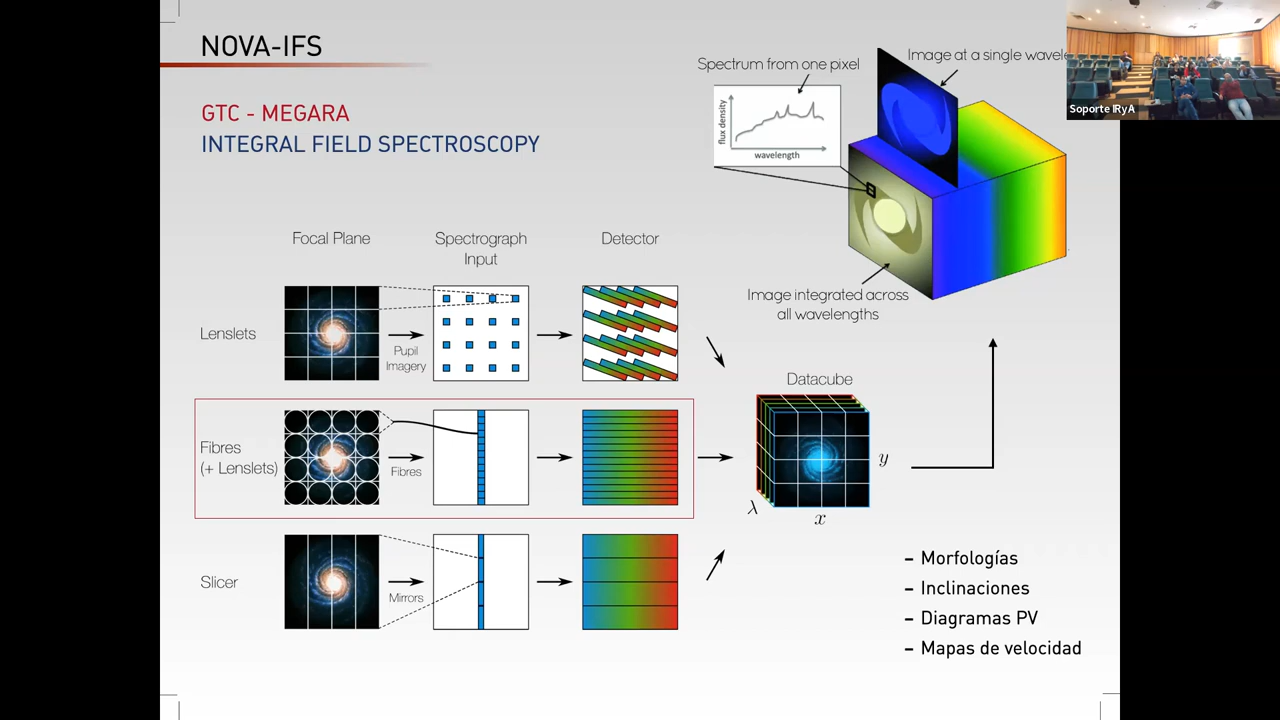 NOVA-IFS
GTC - MEGARA
INTEGRAL FIELD SPECTROSCOPY
Spectrum from one pixel
Image at a single wavele
Soporte IRyA
flux density
wavelength
Image integrated across
all wavelengths
Focal Plane
Spectrograph
Input
Detector
Lenslets
Pupil
Imagery
Fibres
(+ Lenslets)
Fibres
Slicer
Mirrors
Datacube
y
λ
x
– Morfologías
– Inclinaciones
– Diagramas PV
– Mapas de velocidad